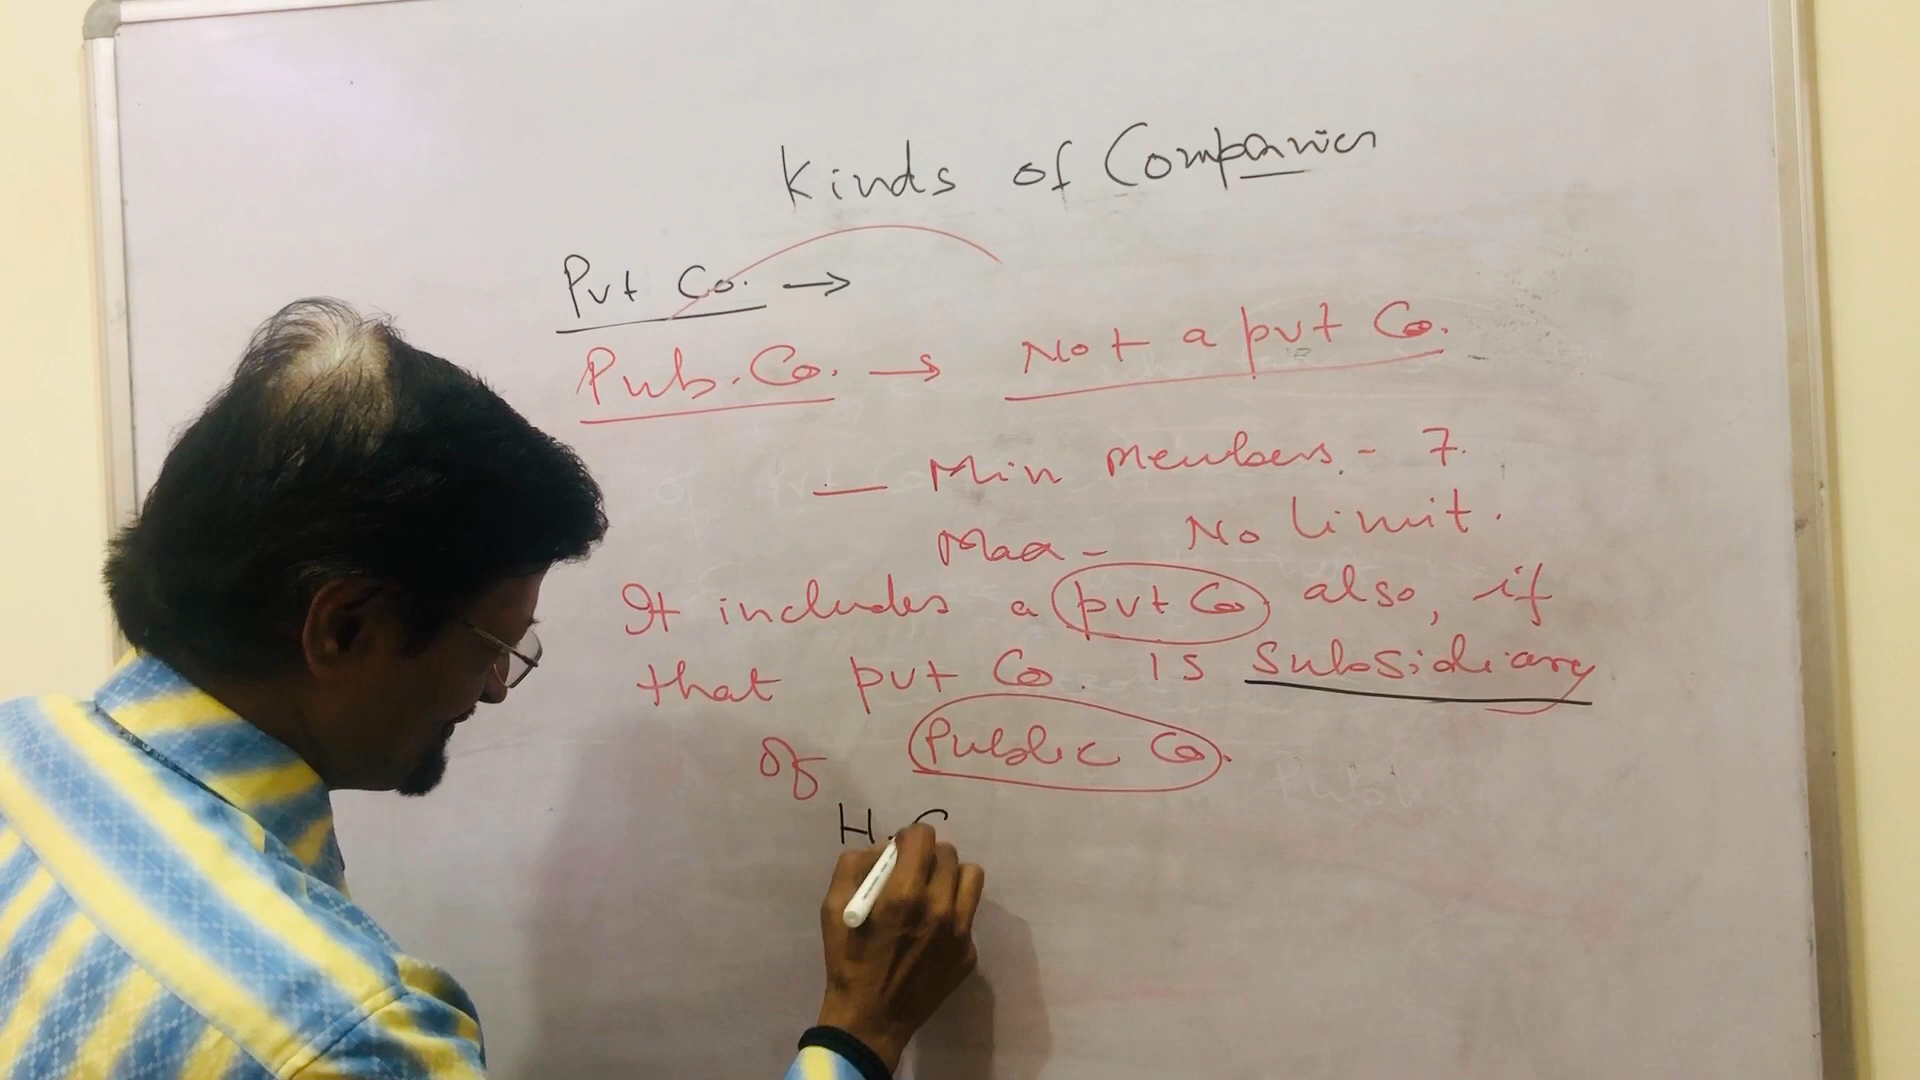 Kinds of Companies
Pvt Co. →
Pub. Co. → Not a pvt Co.
— Min Members - 7.
Max - No limit.
It includes a pvt Co also, if
that pvt Co. is subsidiary
of Public Co.
H.C